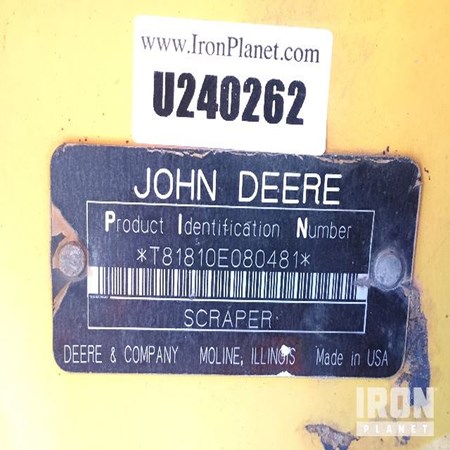 www.IronPlanet.com
U240262
JOHN DEERE
Product Identification Number
*T81810E080481*
SCRAPER
DEERE & COMPANY MOLINE, ILLINOIS Made in USA
IRON
PLANET